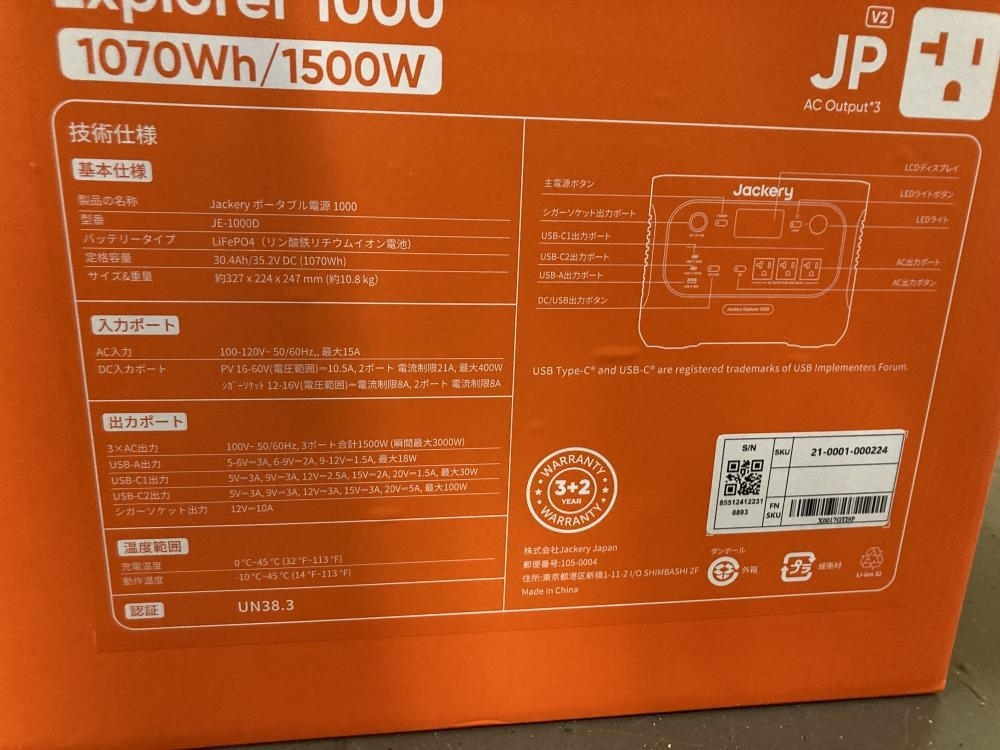 Explorer 1000
1070Wh/1500W
V2
JP
AC Output*3
技術仕様
基本仕様
製品の名称 Jackery ポータブル電源 1000
型番 JE-1000D
バッテリータイプ LiFePO4（リン酸鉄リチウムイオン電池）
定格容量 30.4Ah/35.2V DC (1070Wh)
サイズ&重量 約327 x 224 x 247 mm (約10.8 kg)
入力ポート
AC入力 100-120V~ 50/60Hz,, 最大15A
DC入力ポート PV 16-60V(電圧範囲)⎓10.5A, 2ポート 電流制限21A, 最大400W
シガーソケット 12-16V(電圧範囲)⎓電流制限8A, 2ポート 電流制限8A
出力ポート
3×AC出力 100V~ 50/60Hz, 3ポート合計1500W (瞬間最大3000W)
USB-A出力 5-6V⎓3A, 6-9V⎓2A, 9-12V⎓1.5A, 最大18W
USB-C1出力 5V⎓3A, 9V⎓3A, 12V⎓2.5A, 15V⎓2A, 20V⎓1.5A, 最大30W
USB-C2出力 5V⎓3A, 9V⎓3A, 12V⎓3A, 15V⎓3A, 20V⎓5A, 最大100W
シガーソケット出力 12V⎓10A
温度範囲
充電温度 0°C~45°C (32°F~113°F)
動作温度 -10°C~45°C (14°F~113°F)
認証 UN38.3
主電源ボタン
シガーソケット出力ポート
USB-C1出力ポート
USB-C2出力ポート
USB-A出力ポート
DC/USB出力ボタン
Jackery
Jackery Explorer 1000
LCDディスプレイ
LEDライトボタン
LEDライト
AC出力ポート
AC出力ボタン
USB Type-C® and USB-C® are registered trademarks of USB Implementers Forum.
WARRANTY
3+2
YEAR
WARRANTY
S/N
85512412231
8893
SKU 21-0001-000224
FN
SKU
X0017GTI9P
株式会社Jackery Japan
郵便番号:105-0004
住所:東京都港区新橋1-11-2 I/O SHIMBASHI 2F
Made in China
ダンボール
外箱
プラ
緩衝材
Li-ion 32